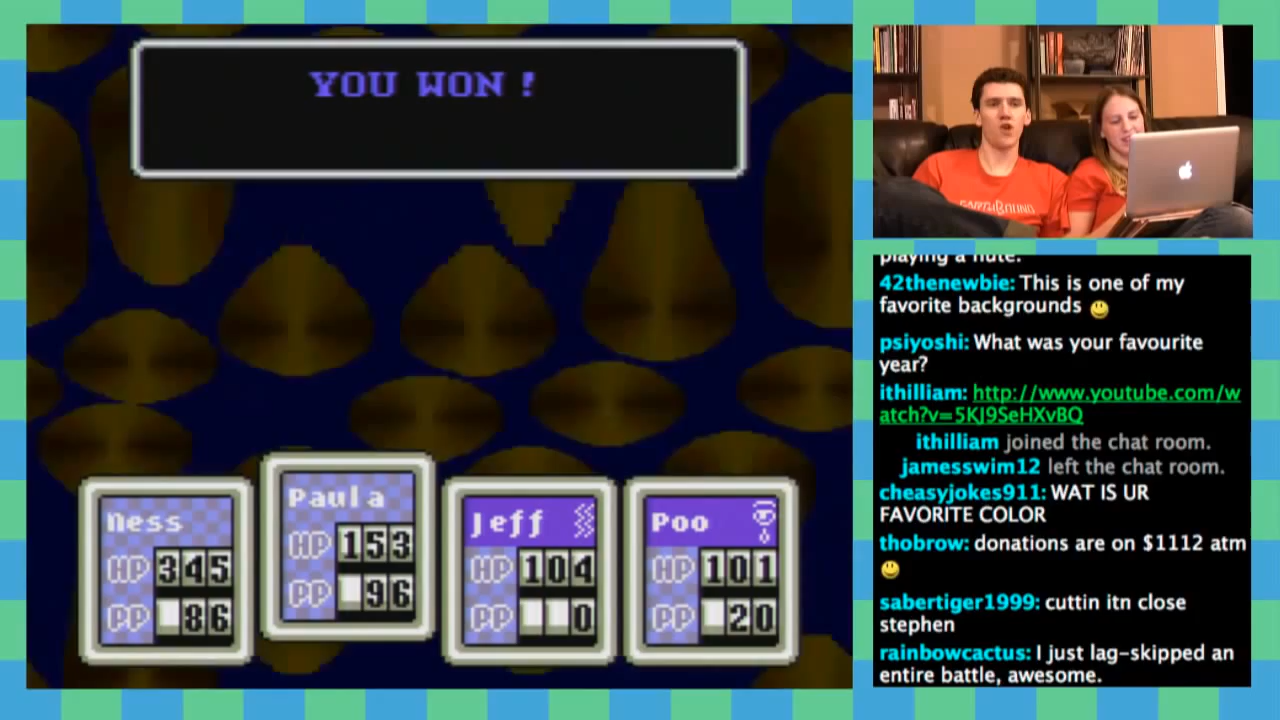 YOU WON !
Ness
HP 345
PP 86
Paula
HP 153
PP 96
Jeff
HP 104
PP 0
Poo
HP 101
PP 20
EARTHBOUND
playing a flute.
42thenewbie: This is one of my
favorite backgrounds
psiyoshi: What was your favourite
year?
ithilliam: http://www.youtube.com/w
atch?v=5KJ9SeHXvBQ
ithilliam joined the chat room.
jamesswim12 left the chat room.
cheasyjokes911: WAT IS UR
FAVORITE COLOR
thobrow: donations are on $1112 atm
sabertiger1999: cuttin itn close
stephen
rainbowcactus: I just lag-skipped an
entire battle, awesome.